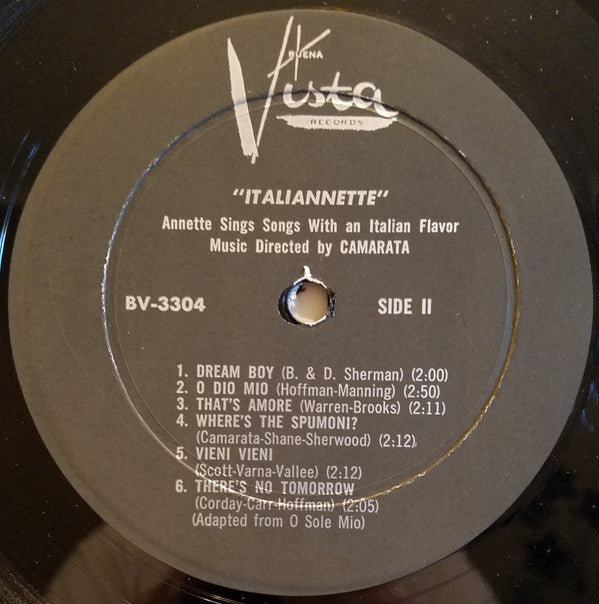 BUENA
Vista
RECORDS
"ITALIANNETTE"
Annette Sings Songs With an Italian Flavor
Music Directed by CAMARATA
BV-3304
SIDE II
1. DREAM BOY (B. & D. Sherman) (2:00)
2. O DIO MIO (Hoffman-Manning) (2:50)
3. THAT'S AMORE (Warren-Brooks) (2:11)
4. WHERE'S THE SPUMONI?
(Camarata-Shane-Sherwood) (2:12)
5. VIENI VIENI
(Scott-Varna-Vallee) (2:12)
6. THERE'S NO TOMORROW
(Corday-Carr-Hoffman) (2:05)
(Adapted from O Sole Mio)